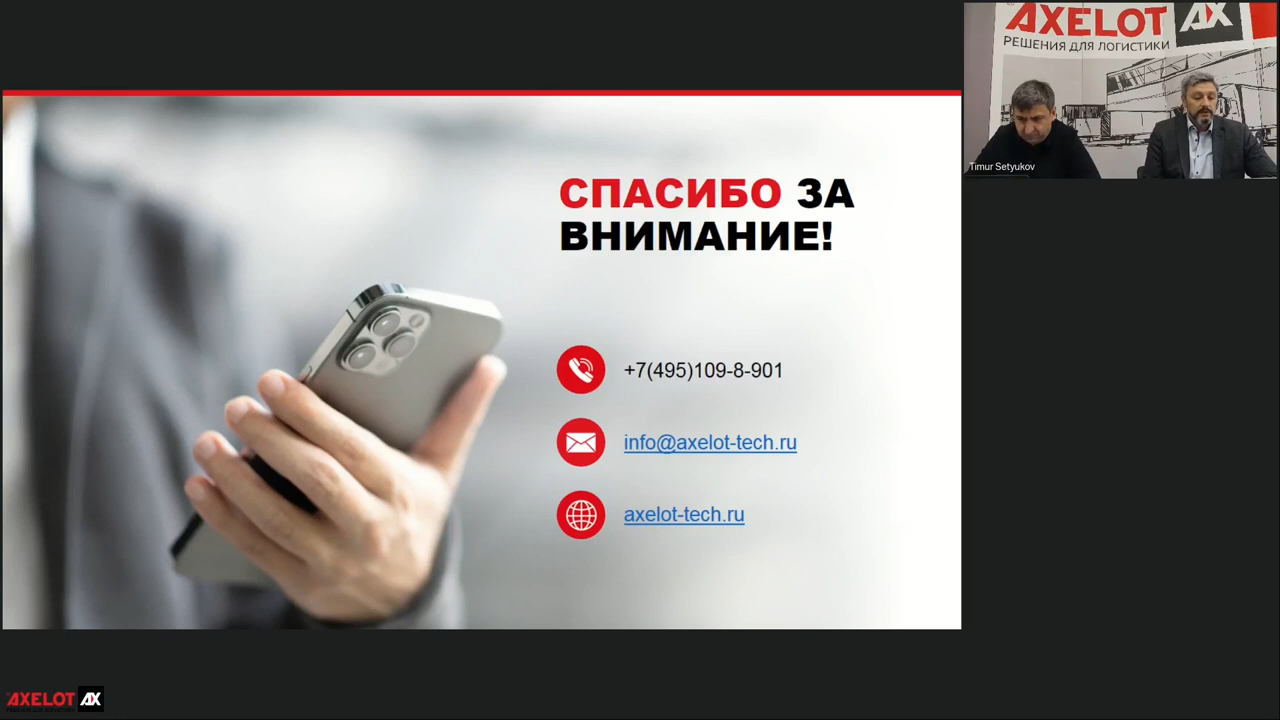 СПАСИБО ЗА
ВНИМАНИЕ!
+7(495)109-8-901
info@axelot-tech.ru
axelot-tech.ru
AXELOT AX
РЕШЕНИЯ ДЛЯ ЛОГИСТИКИ
Timur Setyukov
AXELOT AX